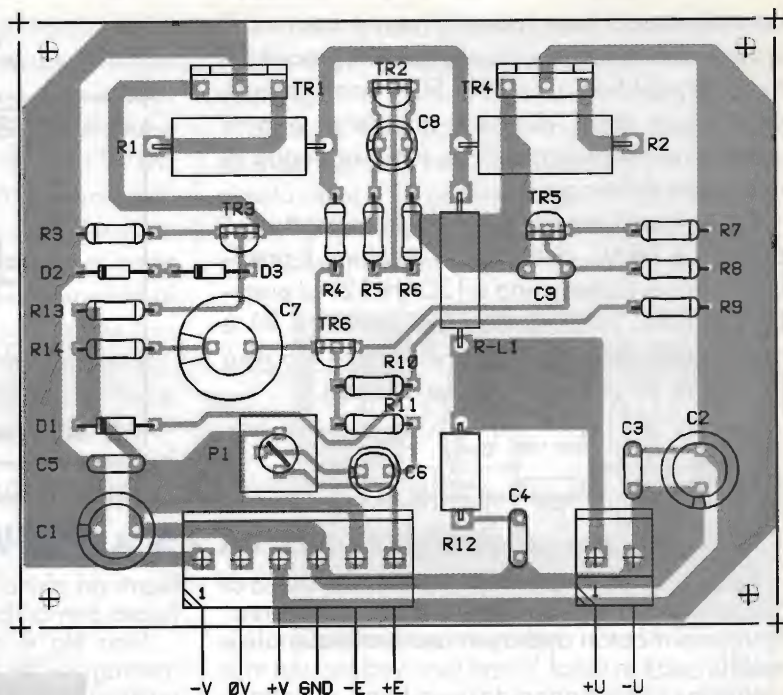 TR2
TR1
TR4
C8
R1
R2
TR3
TR5
R3
R7
D2
D3
R4
R5
R6
C9
R8
R13
C7
R9
R14
TR6
R-L1
R10
D1
R11
C3
C2
C5
P1
C6
C4
C1
R12
1
1
-V
0V
+V
GND
-E
+E
+U
-U